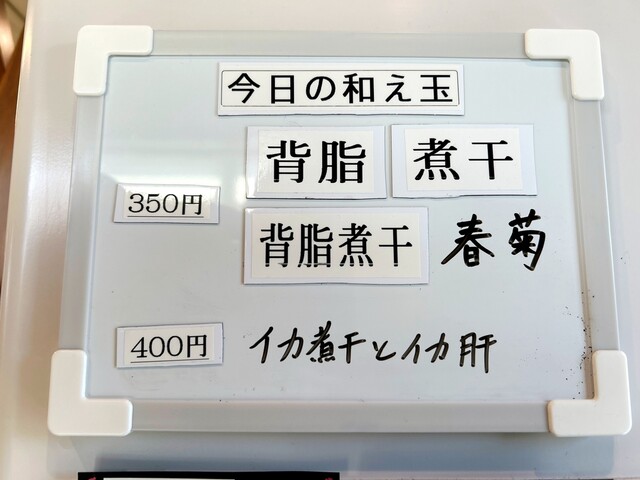 今日の和え玉
背脂 煮干
350円
背脂煮干 春菊
400円 イカ煮干とイカ肝